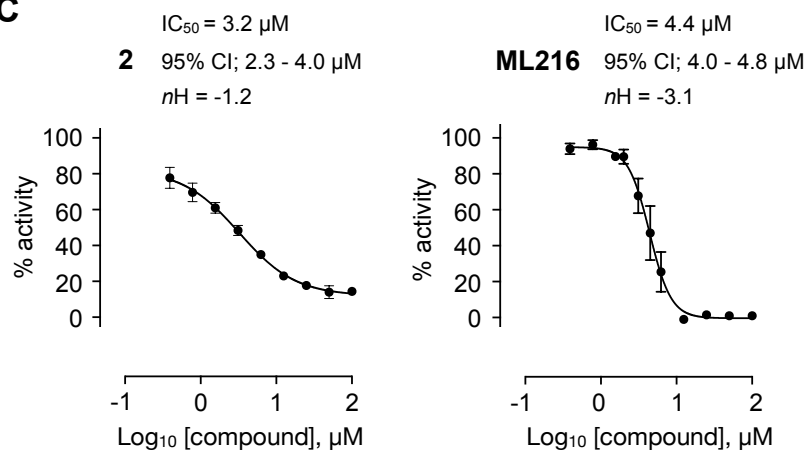 C
IC₅₀ = 3.2 µM
2 95% CI; 2.3 - 4.0 µM
nH = -1.2
% activity
100
80
60
40
20
0
-1 0 1 2
Log₁₀ [compound], µM
IC₅₀ = 4.4 µM
ML216 95% CI; 4.0 - 4.8 µM
nH = -3.1
% activity
100
80
60
40
20
0
-1 0 1 2
Log₁₀ [compound], µM